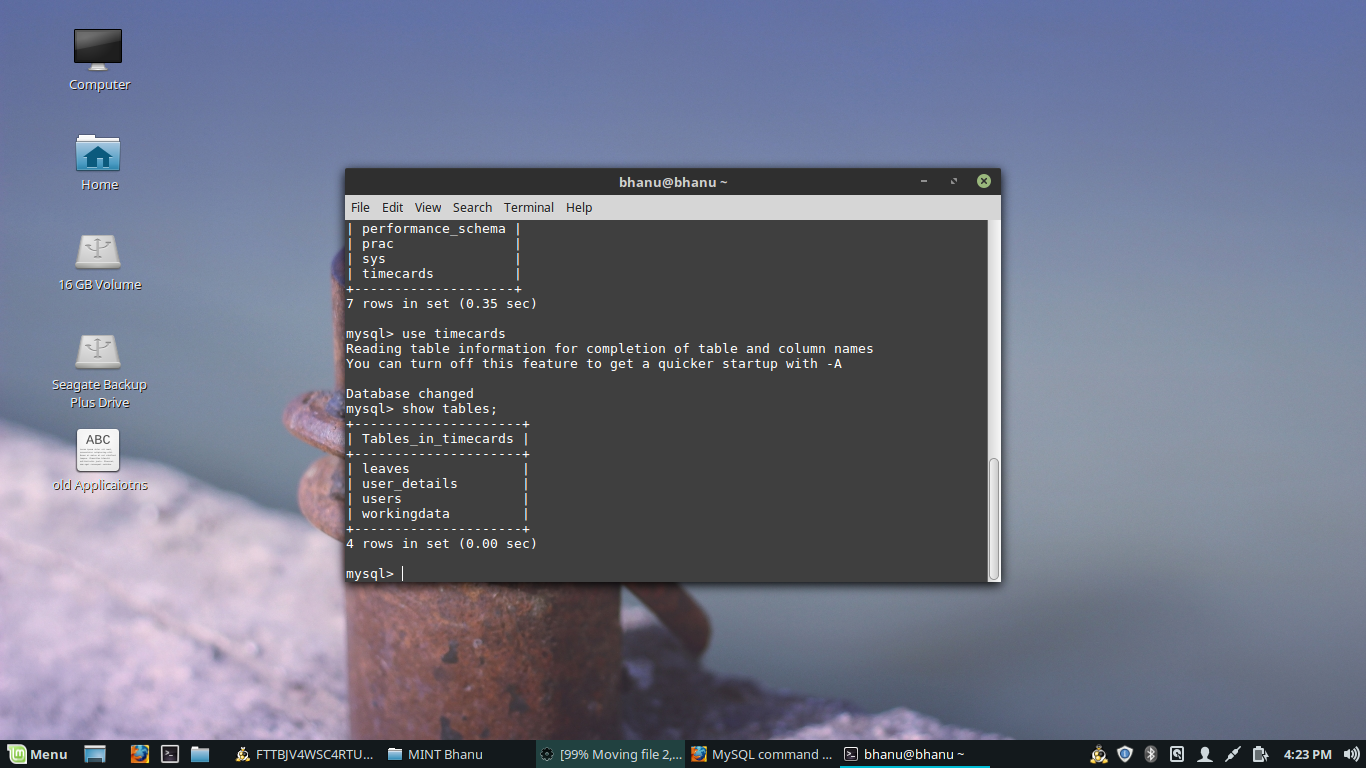 Computer
Home
16 GB Volume
Seagate Backup
Plus Drive
ABC
old Applicaiotns
bhanu@bhanu ~
File Edit View Search Terminal Help
| performance_schema |
| prac               |
| sys                |
| timecards          |
+--------------------+
7 rows in set (0.35 sec)
mysql> use timecards
Reading table information for completion of table and column names
You can turn off this feature to get a quicker startup with -A
Database changed
mysql> show tables;
+---------------------+
| Tables_in_timecards |
+---------------------+
| leaves              |
| user_details        |
| users               |
| workingdata         |
+---------------------+
4 rows in set (0.00 sec)
mysql>
Menu FTTBJV4WSC4RTU... MINT Bhanu [99% Moving file 2,... MySQL command ... bhanu@bhanu ~ 4:23 PM